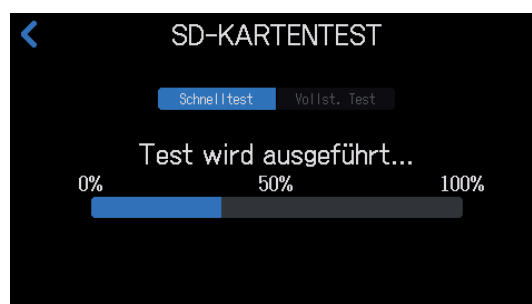 SD-KARTENTEST
Schnelltest Vollst. Test
Test wird ausgeführt...
0% 50% 100%